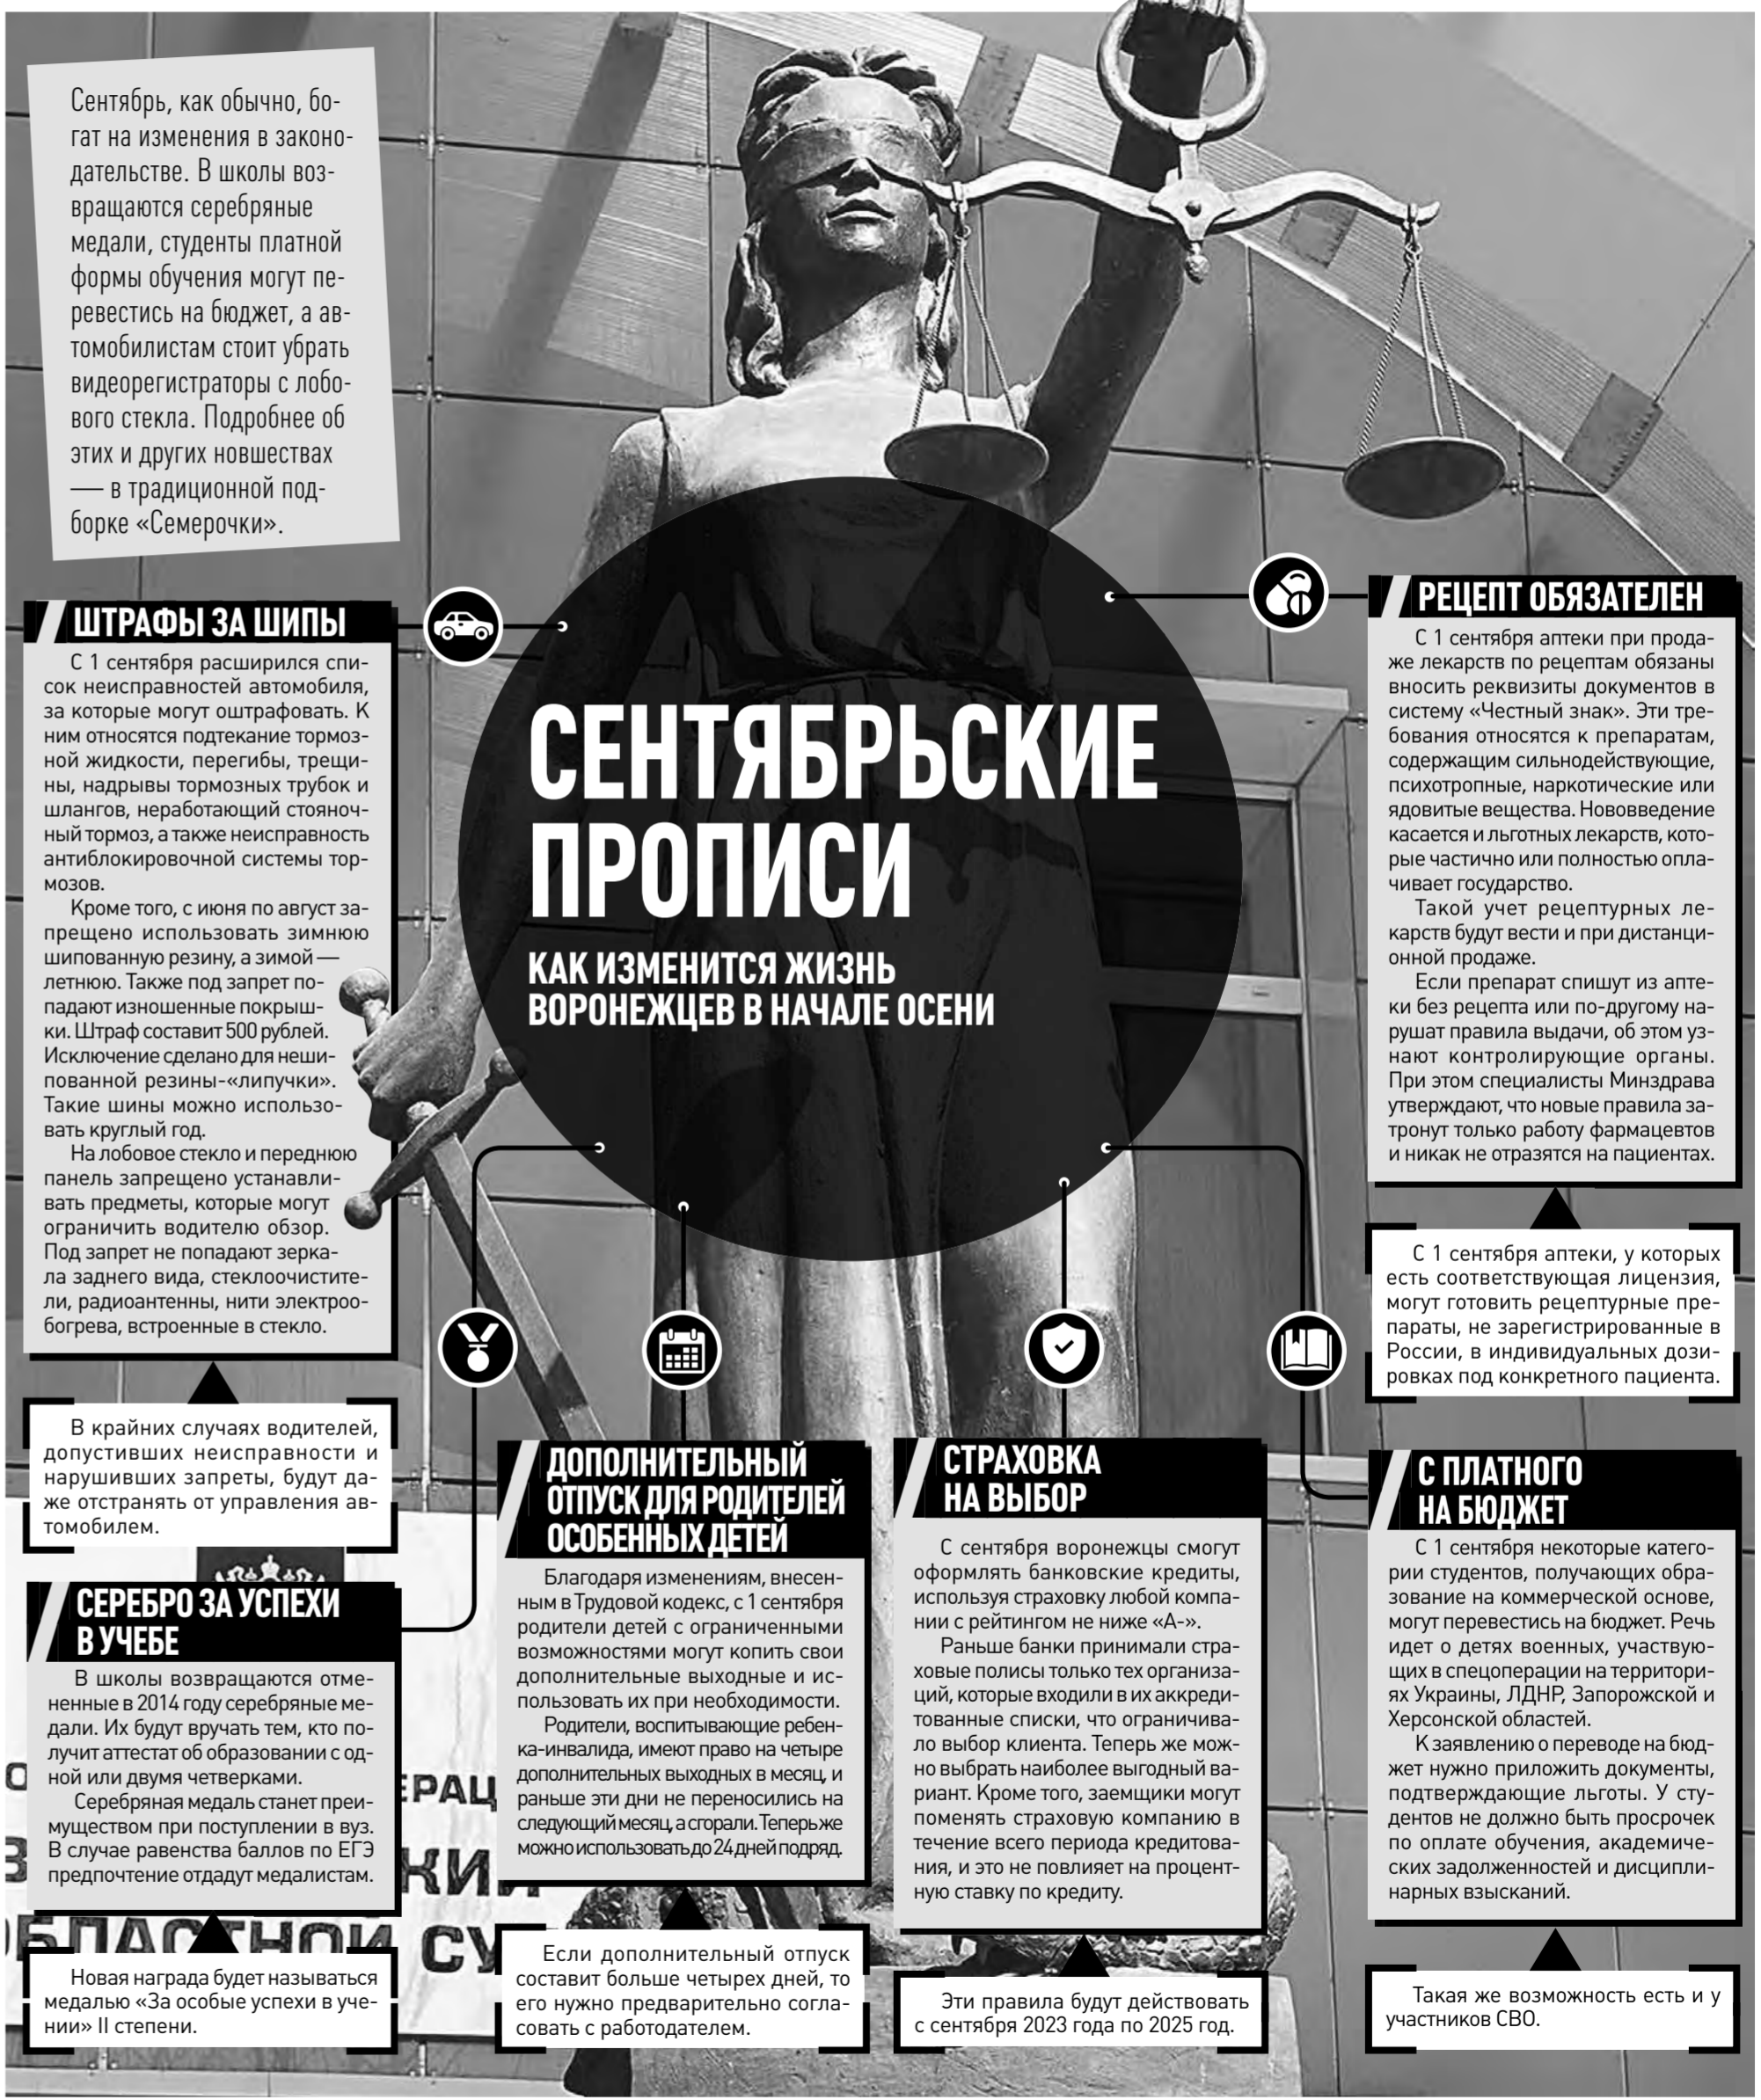 Сентябрь, как обычно, бо-
гат на изменения в законо-
дательстве. В школы воз-
вращаются серебряные
медали, студенты платной
формы обучения могут пе-
ревестись на бюджет, а ав-
томобилистам стоит убрать
видеорегистраторы с лобо-
вого стекла. Подробнее об
этих и других новшествах
— в традиционной под-
борке «Семерочки».
СЕНТЯБРЬСКИЕ
ПРОПИСИ
КАК ИЗМЕНИТСЯ ЖИЗНЬ
ВОРОНЕЖЦЕВ В НАЧАЛЕ ОСЕНИ
ШТРАФЫ ЗА ШИПЫ
С 1 сентября расширился спи-
сок неисправностей автомобиля,
за которые могут оштрафовать. К
ним относятся подтекание тормоз-
ной жидкости, перегибы, трещи-
ны, надрывы тормозных трубок и
шлангов, неработающий стояноч-
ный тормоз, а также неисправность
антиблокировочной системы тор-
мозов.
Кроме того, с июня по август за-
прещено использовать зимнюю
шипованную резину, а зимой —
летнюю. Также под запрет по-
падают изношенные покрыш-
ки. Штраф составит 500 рублей.
Исключение сделано для неши-
пованной резины-«липучки».
Такие шины можно использо-
вать круглый год.
На лобовое стекло и переднюю
панель запрещено устанавли-
вать предметы, которые могут
ограничить водителю обзор.
Под запрет не попадают зерка-
ла заднего вида, стеклоочистите-
ли, радиоантенны, нити электроо-
богрева, встроенные в стекло.
В крайних случаях водителей,
допустивших неисправности и
нарушивших запреты, будут да-
же отстранять от управления ав-
томобилем.
СЕРЕБРО ЗА УСПЕХИ
В УЧЕБЕ
В школы возвращаются отме-
ненные в 2014 году серебряные ме-
дали. Их будут вручать тем, кто по-
лучит аттестат об образовании с од-
ной или двумя четверками.
Серебряная медаль станет преи-
муществом при поступлении в вуз.
В случае равенства баллов по ЕГЭ
предпочтение отдадут медалистам.
Новая награда будет называться
медалью «За особые успехи в уче-
нии» II степени.
ДОПОЛНИТЕЛЬНЫЙ
ОТПУСК ДЛЯ РОДИТЕЛЕЙ
ОСОБЕННЫХ ДЕТЕЙ
Благодаря изменениям, внесен-
ным в Трудовой кодекс, с 1 сентября
родители детей с ограниченными
возможностями могут копить свои
дополнительные выходные и ис-
пользовать их при необходимости.
Родители, воспитывающие ребен-
ка-инвалида, имеют право на четыре
дополнительных выходных в месяц, и
раньше эти дни не переносились на
следующий месяц, а сгорали. Теперь же
можно использовать до 24 дней подряд.
Если дополнительный отпуск
составит больше четырех дней, то
его нужно предварительно согла-
совать с работодателем.
СТРАХОВКА
НА ВЫБОР
С сентября воронежцы смогут
оформлять банковские кредиты,
используя страховку любой компа-
нии с рейтингом не ниже «А-».
Раньше банки принимали стра-
ховые полисы только тех организа-
ций, которые входили в их аккреди-
тованные списки, что ограничива-
ло выбор клиента. Теперь же мож-
но выбрать наиболее выгодный ва-
риант. Кроме того, заемщики могут
поменять страховую компанию в
течение всего периода кредитова-
ния, и это не повлияет на процент-
ную ставку по кредиту.
Эти правила будут действовать
с сентября 2023 года по 2025 год.
РЕЦЕПТ ОБЯЗАТЕЛЕН
С 1 сентября аптеки при прода-
же лекарств по рецептам обязаны
вносить реквизиты документов в
систему «Честный знак». Эти тре-
бования относятся к препаратам,
содержащим сильнодействующие,
психотропные, наркотические или
ядовитые вещества. Нововведение
касается и льготных лекарств, кото-
рые частично или полностью опла-
чивает государство.
Такой учет рецептурных ле-
карств будут вести и при дистанци-
онной продаже.
Если препарат спишут из апте-
ки без рецепта или по-другому на-
рушат правила выдачи, об этом уз-
нают контролирующие органы.
При этом специалисты Минздрава
утверждают, что новые правила за-
тронут только работу фармацевтов
и никак не отразятся на пациентах.
С 1 сентября аптеки, у которых
есть соответствующая лицензия,
могут готовить рецептурные пре-
параты, не зарегистрированные в
России, в индивидуальных дози-
ровках под конкретного пациента.
С ПЛАТНОГО
НА БЮДЖЕТ
С 1 сентября некоторые катего-
рии студентов, получающих обра-
зование на коммерческой основе,
могут перевестись на бюджет. Речь
идет о детях военных, участвую-
щих в спецоперации на территори-
ях Украины, ЛДНР, Запорожской и
Херсонской областей.
К заявлению о переводе на бюд-
жет нужно приложить документы,
подтверждающие льготы. У сту-
дентов не должно быть просрочек
по оплате обучения, академиче-
ских задолженностей и дисципли-
нарных взысканий.
Такая же возможность есть и у
участников СВО.